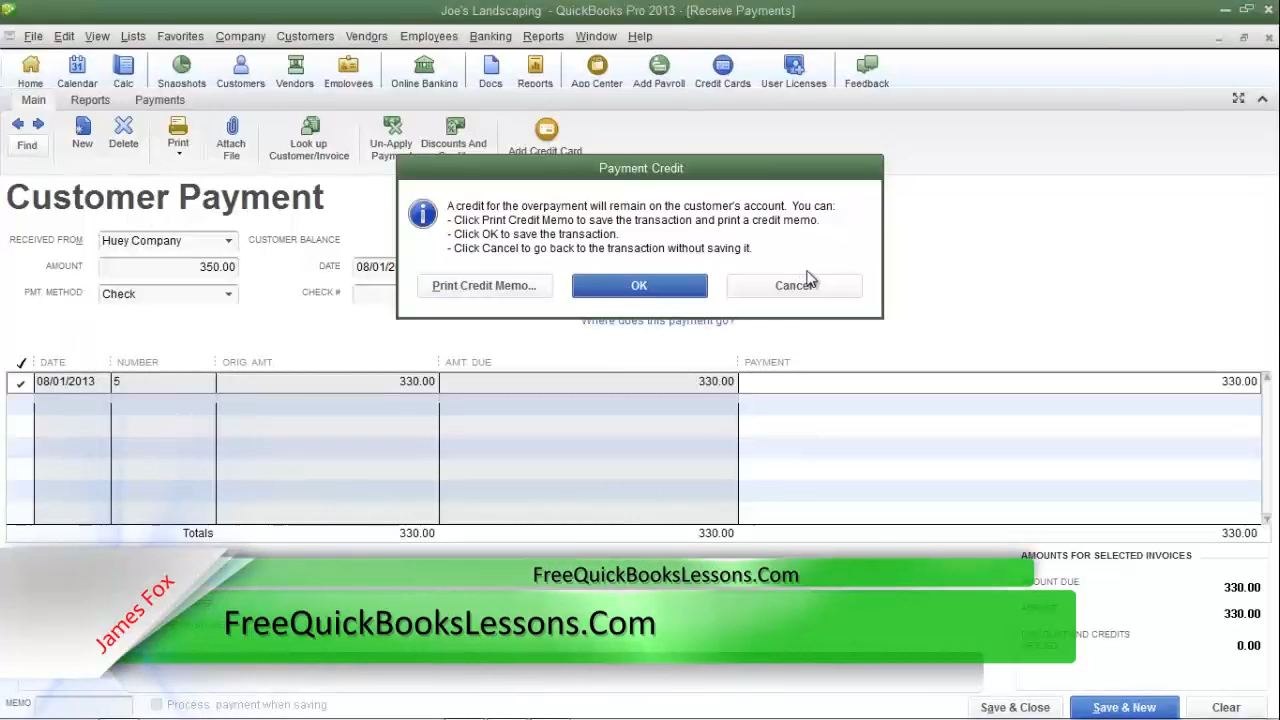 Joe's Landscaping - QuickBooks Pro 2013 - [Receive Payments]
File Edit View Lists Favorites Company Customers Vendors Employees Banking Reports Window Help
Home Calendar Calc Snapshots Customers Vendors Employees Online Banking Docs Reports App Center Add Payroll Credit Cards User Licenses Feedback
Main Reports Payments
Find New Delete Print Attach File Look up Customer/Invoice Un-Apply Discounts And Add Credit Card
Payment Credit
A credit for the overpayment will remain on the customer's account. You can:
- Click Print Credit Memo to save the transaction and print a credit memo.
- Click OK to save the transaction.
- Click Cancel to go back to the transaction without saving it.
Print Credit Memo... OK Cancel
Customer Payment
RECEIVED FROM Huey Company CUSTOMER BALANCE
AMOUNT 350.00 DATE 08/01/2
PMT. METHOD Check CHECK #
Where does this payment go?
DATE NUMBER ORIG. AMT. AMT. DUE PAYMENT
08/01/2013 5 330.00 330.00 330.00
Totals 330.00 330.00 330.00
AMOUNTS FOR SELECTED INVOICES
AMOUNT DUE 330.00
330.00
CREDITS 0.00
FreeQuickBooksLessons.Com
James Fox
FreeQuickBooksLessons.Com
MEMO Process payment when saving Save & Close Save & New Clear